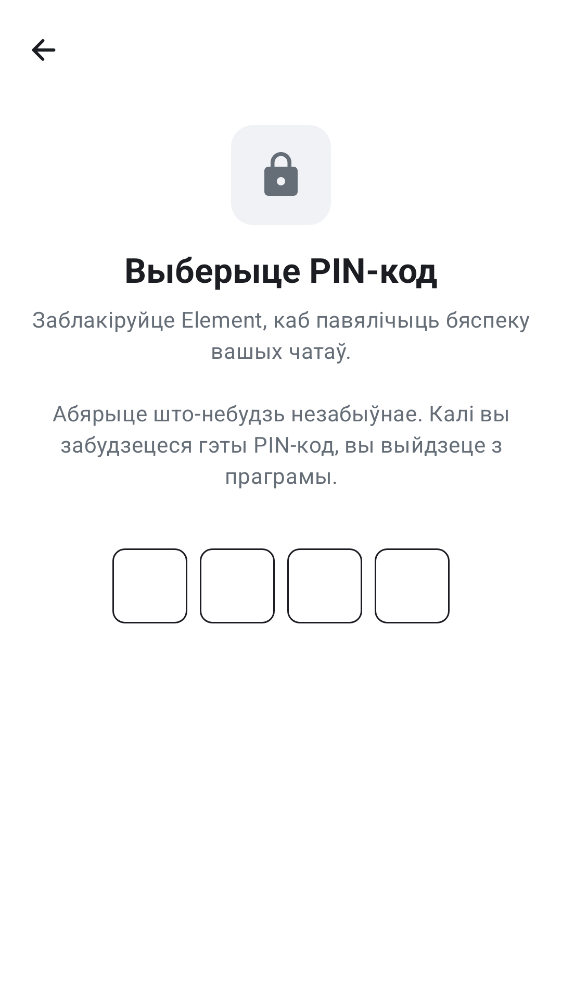 Выберыце PIN-код
Заблакіруйце Element, каб павялічыць бяспеку
вашых чатаў.
Абярыце што-небудзь незабыўнае. Калі вы
забудзецеся гэты PIN-код, вы выйдзеце з
праграмы.